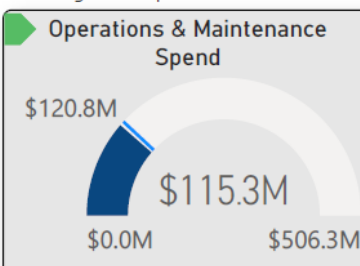 Operations & Maintenance
Spend
$120.8M
$115.3M
$0.0M
$506.3M